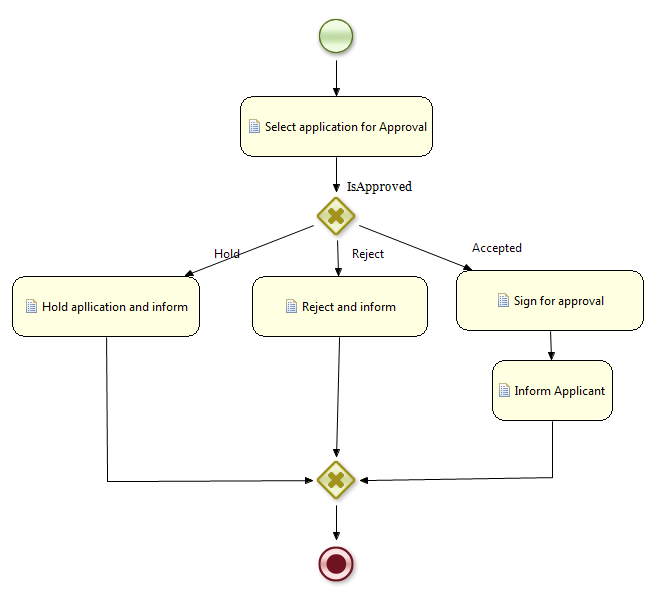 Select application for Approval
IsApproved
Hold
Reject
Accepted
Hold apllication and inform
Reject and inform
Sign for approval
Inform Applicant